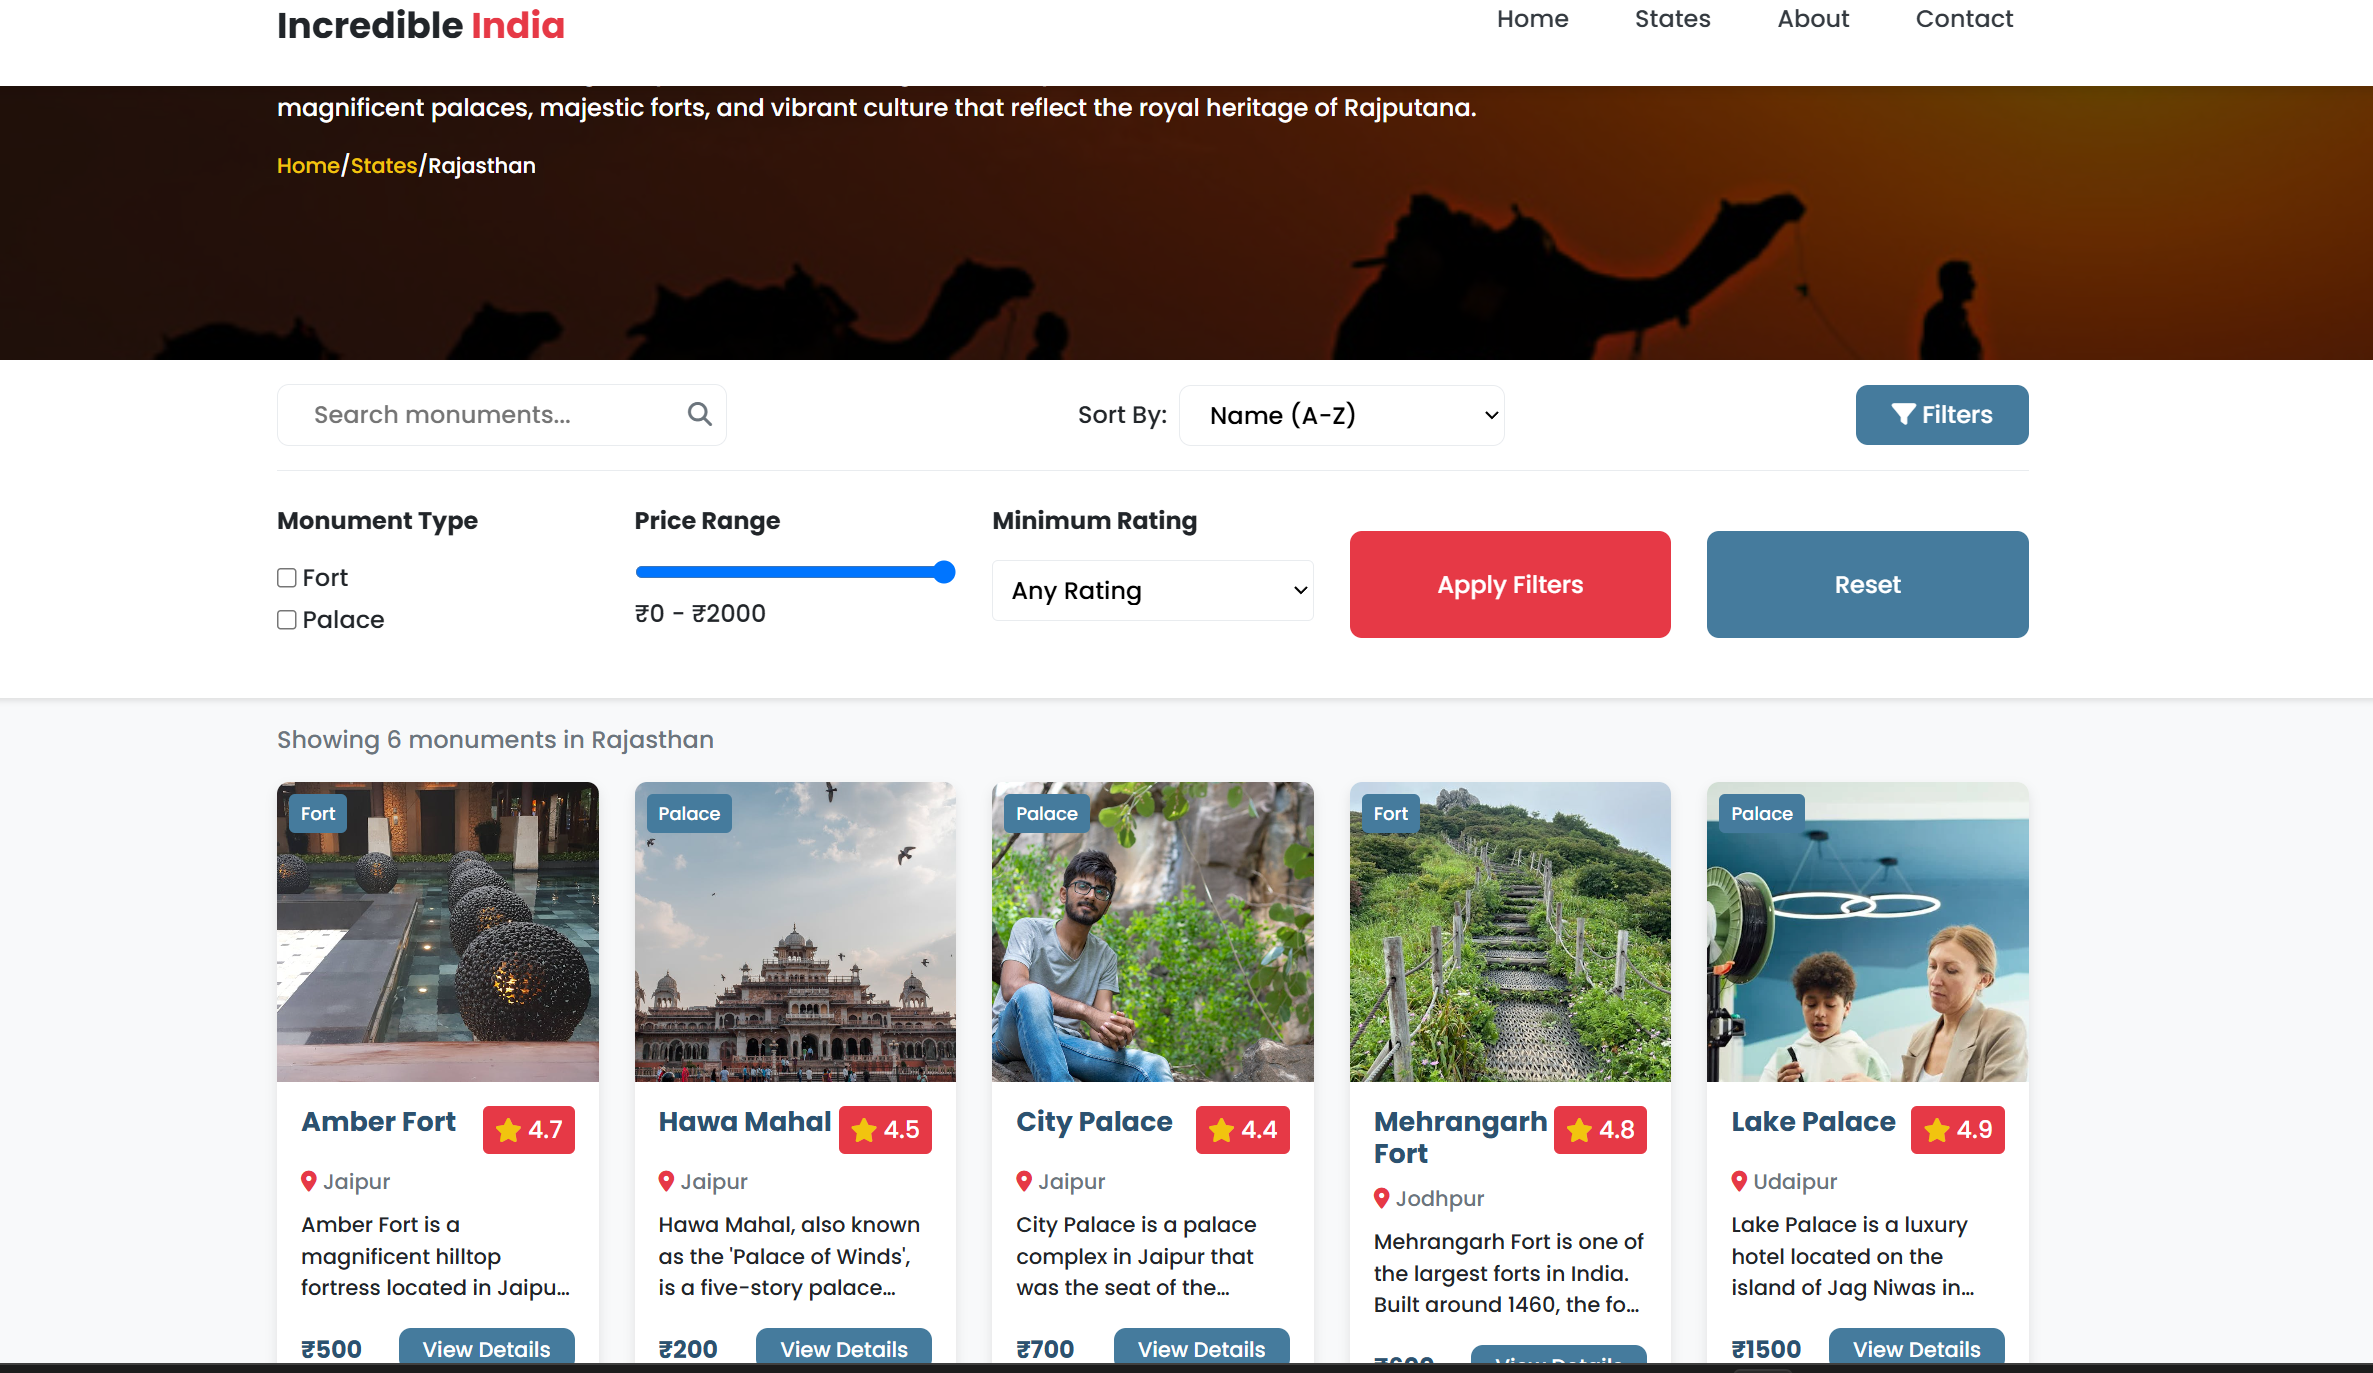 Incredible India
Home States About Contact
magnificent palaces, majestic forts, and vibrant culture that reflect the royal heritage of Rajputana.
Home/States/Rajasthan
Search monuments...
Sort By: Name (A-Z)
Filters
Monument Type
Fort
Palace
Price Range
₹0 - ₹2000
Minimum Rating
Any Rating
Apply Filters
Reset
Showing 6 monuments in Rajasthan
Fort
Amber Fort 4.7
Jaipur
Amber Fort is a
magnificent hilltop
fortress located in Jaipu...
₹500 View Details
Palace
Hawa Mahal 4.5
Jaipur
Hawa Mahal, also known
as the 'Palace of Winds',
is a five-story palace...
₹200 View Details
Palace
City Palace 4.4
Jaipur
City Palace is a palace
complex in Jaipur that
was the seat of the...
₹700 View Details
Fort
Mehrangarh
Fort 4.8
Jodhpur
Mehrangarh Fort is one of
the largest forts in India.
Built around 1460, the fo...
View Details
Palace
Lake Palace 4.9
Udaipur
Lake Palace is a luxury
hotel located on the
island of Jag Niwas in...
₹1500 View Details